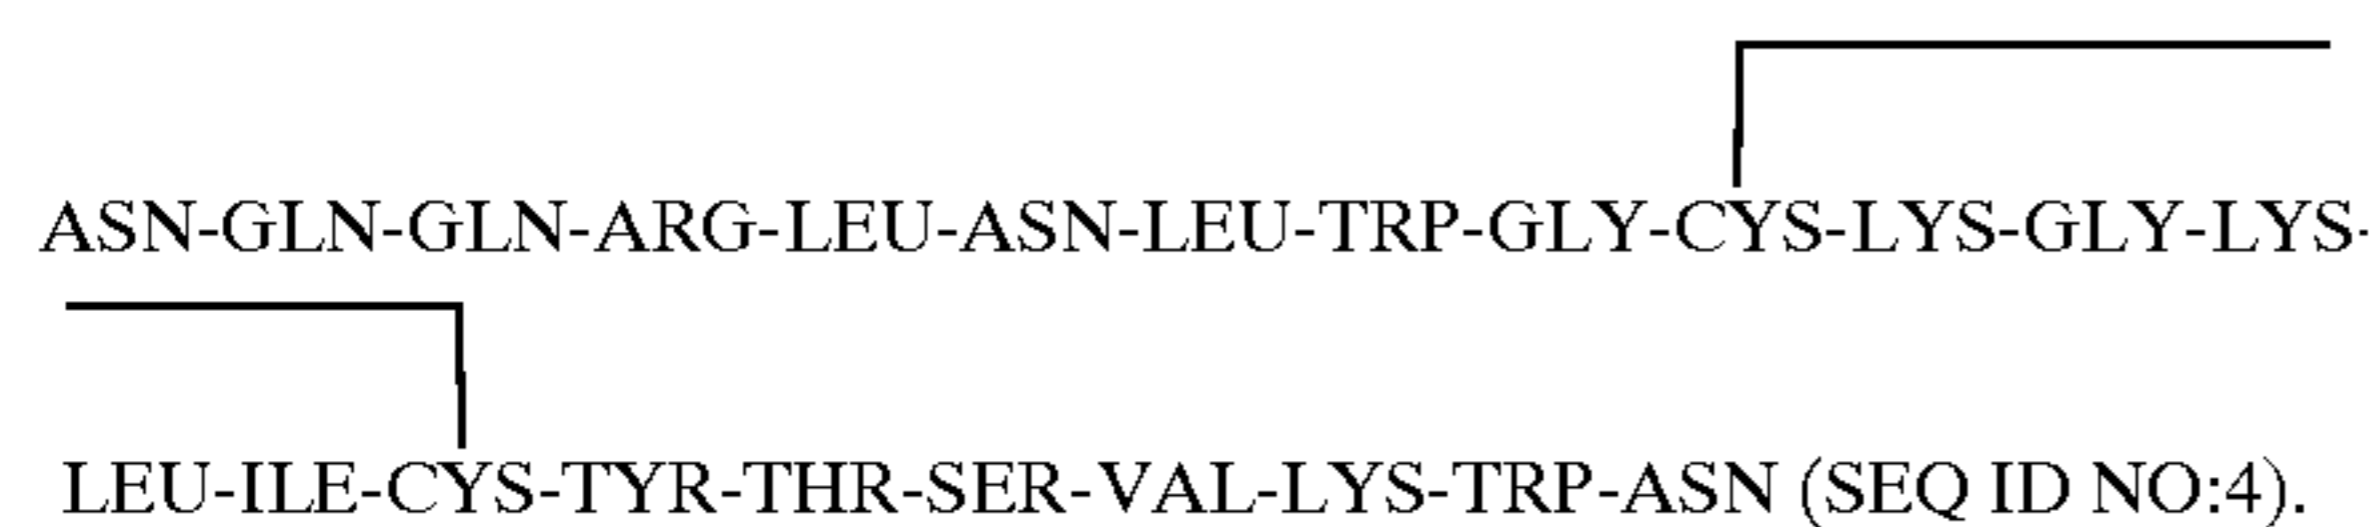 ASN-GLN-GLN-ARG-LEU-ASN-LEU-TRP-GLY-CYS-LYS-GLY-LYS-
LEU-ILE-CYS-TYR-THR-SER-VAL-LYS-TRP-ASN (SEQ ID NO:4).